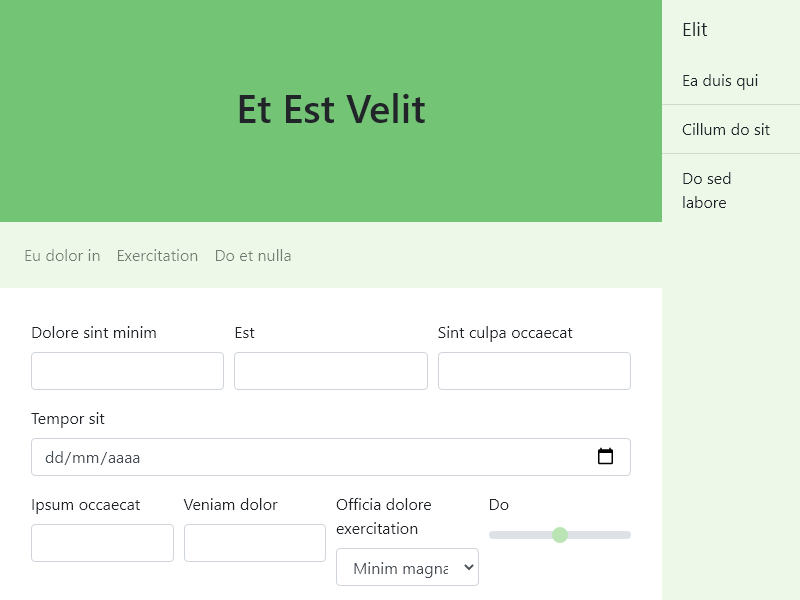 Et Est Velit
Eu dolor in Exercitation Do et nulla
Dolore sint minim Est Sint culpa occaecat
Tempor sit
dd/mm/aaaa
Ipsum occaecat Veniam dolor Officia dolore
exercitation
Do
Minim magna
Elit
Ea duis qui
Cillum do sit
Do sed
labore